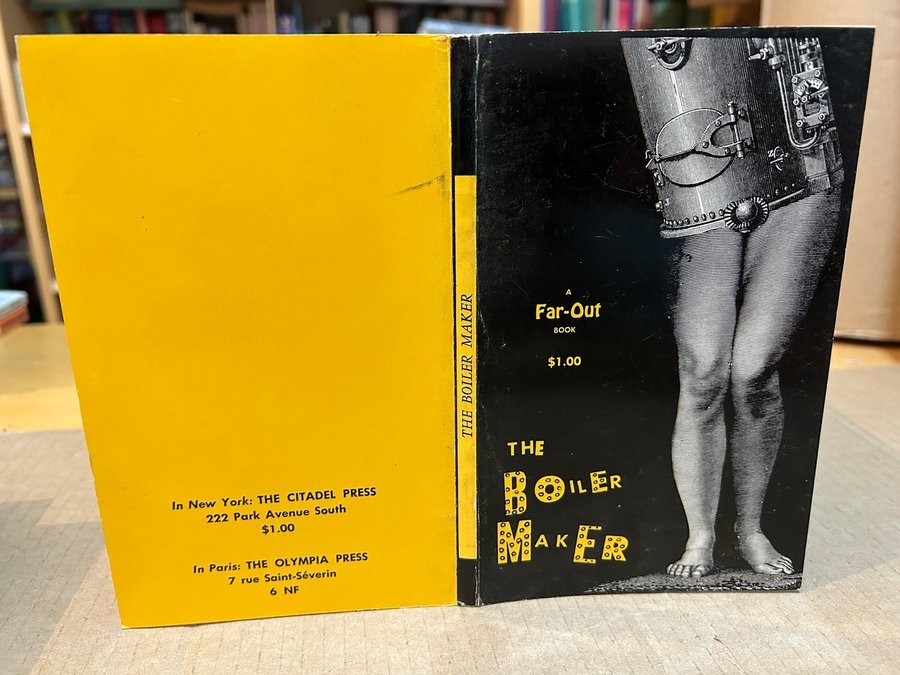 In New York: THE CITADEL PRESS
222 Park Avenue South
$1.00
In Paris: THE OLYMPIA PRESS
7 rue Saint-Séverin
6 NF
THE BOILER MAKER
A
Far-Out
BOOK
$1.00
THE
BOILER
MAKER